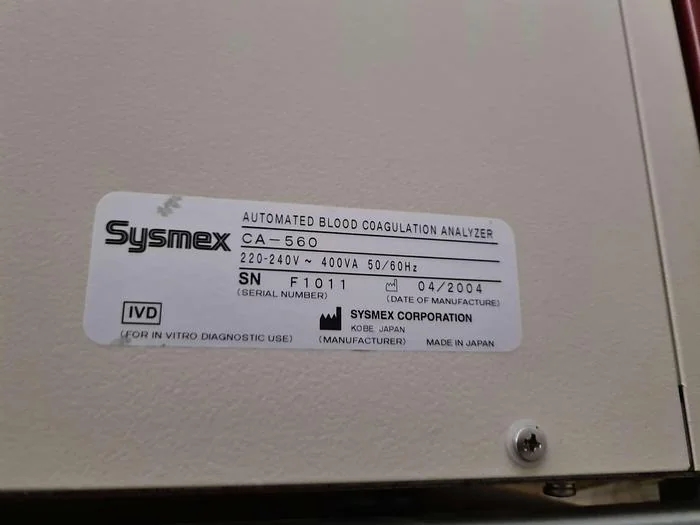 Sysmex
AUTOMATED BLOOD COAGULATION ANALYZER
CA-560
220-240V ~ 400VA 50/60Hz
SN F1011 04/2004
(SERIAL NUMBER) (DATE OF MANUFACTURE)
IVD SYSMEX CORPORATION
KOBE, JAPAN
(FOR IN VITRO DIAGNOSTIC USE) (MANUFACTURER) MADE IN JAPAN